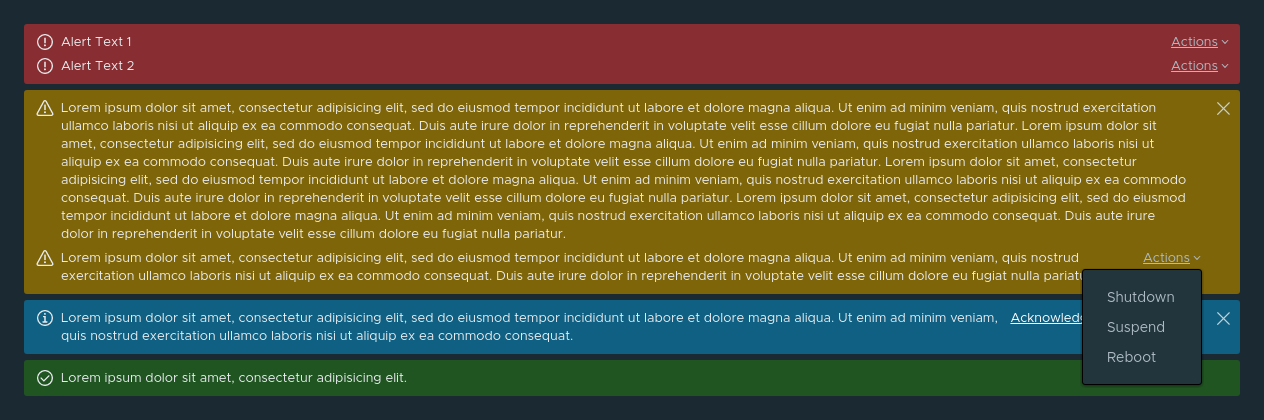 Alert Text 1 Actions
Alert Text 2 Actions
Lorem ipsum dolor sit amet, consectetur adipisicing elit, sed do eiusmod tempor incididunt ut labore et dolore magna aliqua. Ut enim ad minim veniam, quis nostrud exercitation
ullamco laboris nisi ut aliquip ex ea commodo consequat. Duis aute irure dolor in reprehenderit in voluptate velit esse cillum dolore eu fugiat nulla pariatur. Lorem ipsum dolor sit
amet, consectetur adipisicing elit, sed do eiusmod tempor incididunt ut labore et dolore magna aliqua. Ut enim ad minim veniam, quis nostrud exercitation ullamco laboris nisi ut
aliquip ex ea commodo consequat. Duis aute irure dolor in reprehenderit in voluptate velit esse cillum dolore eu fugiat nulla pariatur. Lorem ipsum dolor sit amet, consectetur
adipisicing elit, sed do eiusmod tempor incididunt ut labore et dolore magna aliqua. Ut enim ad minim veniam, quis nostrud exercitation ullamco laboris nisi ut aliquip ex ea commodo
consequat. Duis aute irure dolor in reprehenderit in voluptate velit esse cillum dolore eu fugiat nulla pariatur. Lorem ipsum dolor sit amet, consectetur adipisicing elit, sed do eiusmod
tempor incididunt ut labore et dolore magna aliqua. Ut enim ad minim veniam, quis nostrud exercitation ullamco laboris nisi ut aliquip ex ea commodo consequat. Duis aute irure
dolor in reprehenderit in voluptate velit esse cillum dolore eu fugiat nulla pariatur.
Lorem ipsum dolor sit amet, consectetur adipisicing elit, sed do eiusmod tempor incididunt ut labore et dolore magna aliqua. Ut enim ad minim veniam, quis nostrud Actions
exercitation ullamco laboris nisi ut aliquip ex ea commodo consequat. Duis aute irure dolor in reprehenderit in voluptate velit esse cillum dolore eu fugiat nulla
Shutdown
Suspend
Reboot
Lorem ipsum dolor sit amet, consectetur adipisicing elit, sed do eiusmod tempor incididunt ut labore et dolore magna aliqua. Ut enim ad minim veniam,
quis nostrud exercitation ullamco laboris nisi ut aliquip ex ea commodo consequat.
Lorem ipsum dolor sit amet, consectetur adipisicing elit.